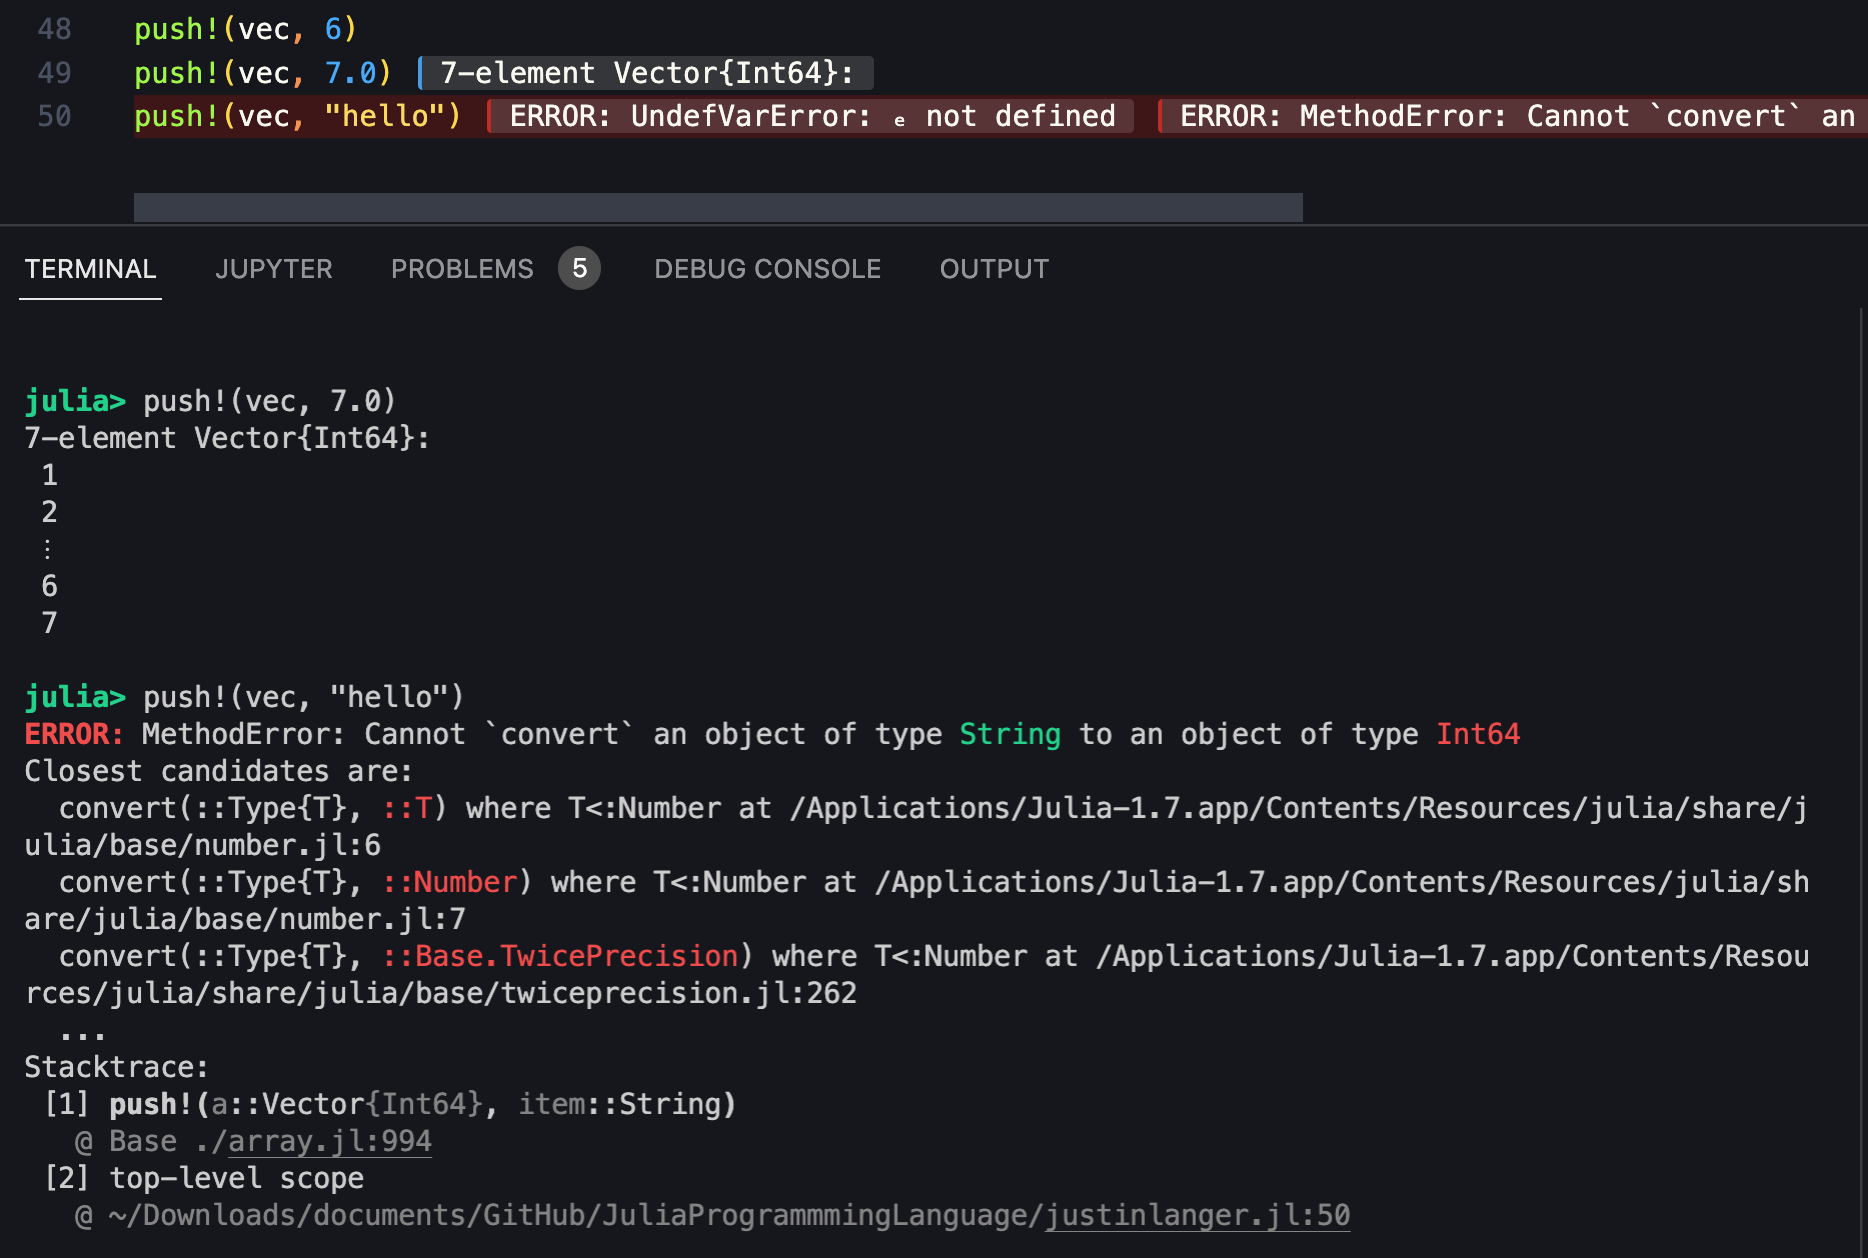 48 push!(vec, 6)
49 push!(vec, 7.0) 7-element Vector{Int64}:
50 push!(vec, "hello") ERROR: UndefVarError: ₑ not defined ERROR: MethodError: Cannot `convert` an
TERMINAL JUPYTER PROBLEMS 5 DEBUG CONSOLE OUTPUT
julia> push!(vec, 7.0)
7-element Vector{Int64}:
1
2
⋮
6
7
julia> push!(vec, "hello")
ERROR: MethodError: Cannot `convert` an object of type String to an object of type Int64
Closest candidates are:
convert(::Type{T}, ::T) where T<:Number at /Applications/Julia-1.7.app/Contents/Resources/julia/share/j
ulia/base/number.jl:6
convert(::Type{T}, ::Number) where T<:Number at /Applications/Julia-1.7.app/Contents/Resources/julia/sh
are/julia/base/number.jl:7
convert(::Type{T}, ::Base.TwicePrecision) where T<:Number at /Applications/Julia-1.7.app/Contents/Resou
rces/julia/share/julia/base/twiceprecision.jl:262
...
Stacktrace:
[1] push!(a::Vector{Int64}, item::String)
@ Base ./array.jl:994
[2] top-level scope
@ ~/Downloads/documents/GitHub/JuliaProgrammmingLanguage/justinlanger.jl:50